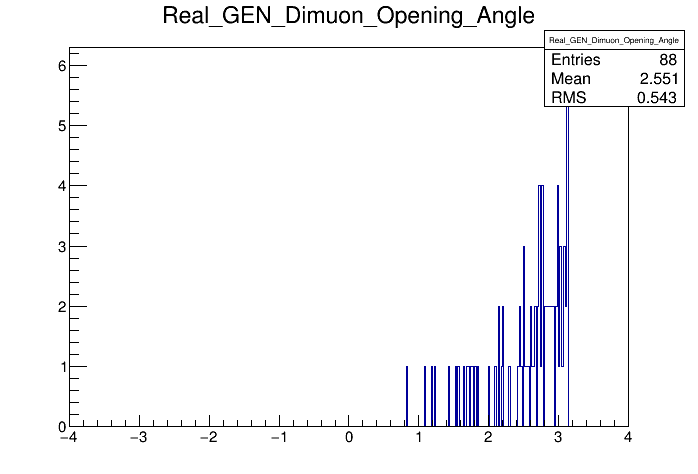 Real_GEN_Dimuon_Opening_Angle
Real_GEN_Dimuon_Opening_Angle
Entries 88
Mean 2.551
RMS 0.543
6
5
4
3
2
1
0
−4 −3 −2 −1 0 1 2 3 4